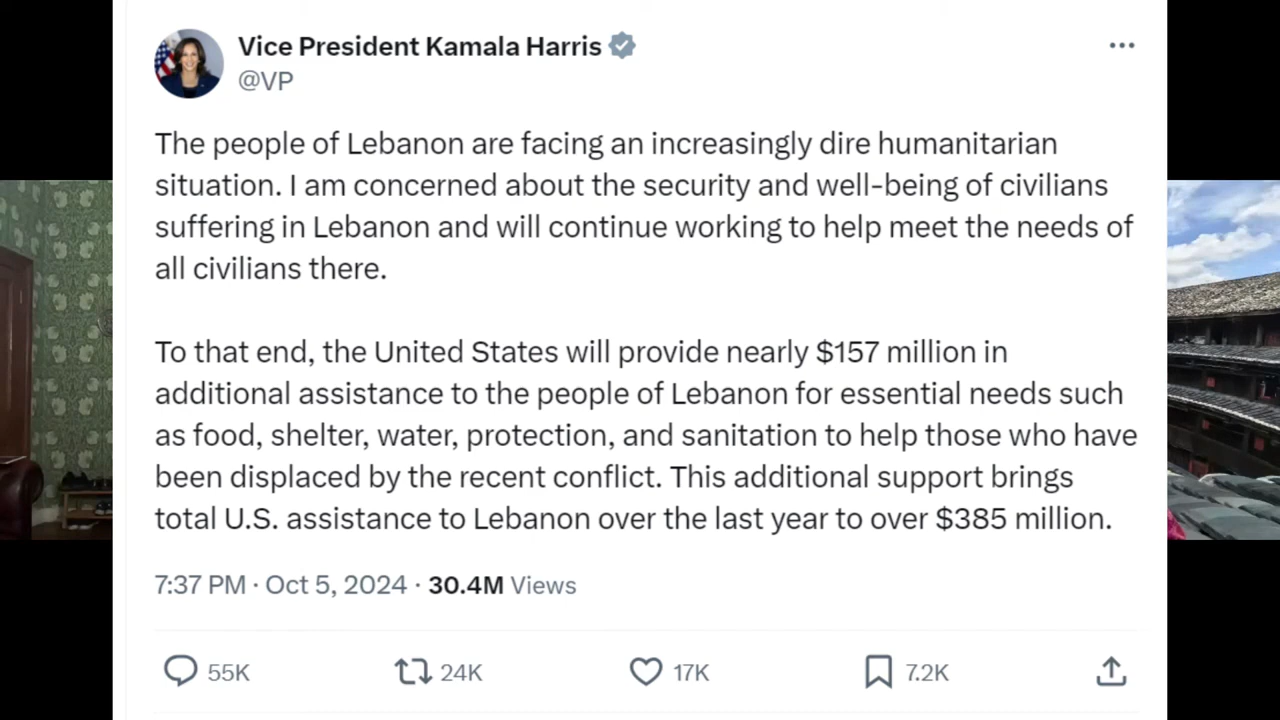 Vice President Kamala Harris
@VP
The people of Lebanon are facing an increasingly dire humanitarian
situation. I am concerned about the security and well-being of civilians
suffering in Lebanon and will continue working to help meet the needs of
all civilians there.
To that end, the United States will provide nearly $157 million in
additional assistance to the people of Lebanon for essential needs such
as food, shelter, water, protection, and sanitation to help those who have
been displaced by the recent conflict. This additional support brings
total U.S. assistance to Lebanon over the last year to over $385 million.
7:37 PM · Oct 5, 2024 · 30.4M Views
55K 24K 17K 7.2K